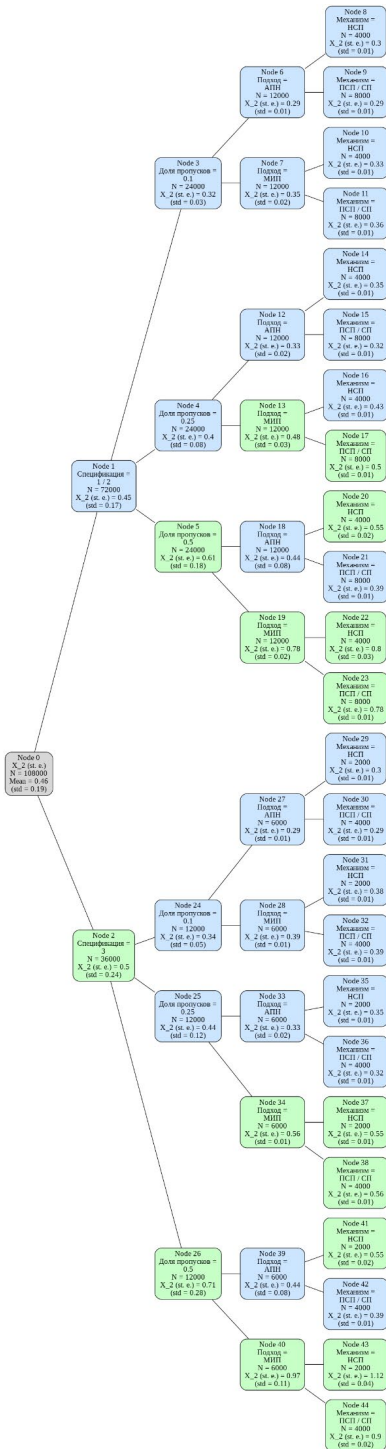 Node 8
Механизм =
НСП
N = 4000
X_2 (st. e.) = 0.3
(std = 0.01)
Node 6
Подход =
АПН
N = 12000
X_2 (st. e.) = 0.29
(std = 0.01)
Node 9
Механизм =
ПСП / СП
N = 8000
X_2 (st. e.) = 0.29
(std = 0.01)
Node 10
Механизм =
НСП
N = 4000
X_2 (st. e.) = 0.33
(std = 0.01)
Node 3
Доля пропусков =
0.1
N = 24000
X_2 (st. e.) = 0.32
(std = 0.03)
Node 7
Подход =
МИП
N = 12000
X_2 (st. e.) = 0.35
(std = 0.02)
Node 11
Механизм =
ПСП / СП
N = 8000
X_2 (st. e.) = 0.36
(std = 0.01)
Node 14
Механизм =
НСП
N = 4000
X_2 (st. e.) = 0.35
(std = 0.01)
Node 12
Подход =
АПН
N = 12000
X_2 (st. e.) = 0.33
(std = 0.02)
Node 15
Механизм =
ПСП / СП
N = 8000
X_2 (st. e.) = 0.32
(std = 0.01)
Node 16
Механизм =
НСП
N = 4000
X_2 (st. e.) = 0.43
(std = 0.01)
Node 4
Доля пропусков =
0.25
N = 24000
X_2 (st. e.) = 0.4
(std = 0.08)
Node 13
Подход =
МИП
N = 12000
X_2 (st. e.) = 0.48
(std = 0.03)
Node 17
Механизм =
ПСП / СП
N = 8000
X_2 (st. e.) = 0.5
(std = 0.01)
Node 1
Спецификация =
1 / 2
N = 72000
X_2 (st. e.) = 0.45
(std = 0.17)
Node 20
Механизм =
НСП
N = 4000
X_2 (st. e.) = 0.55
(std = 0.02)
Node 5
Доля пропусков =
0.5
N = 24000
X_2 (st. e.) = 0.61
(std = 0.18)
Node 18
Подход =
АПН
N = 12000
X_2 (st. e.) = 0.44
(std = 0.08)
Node 21
Механизм =
ПСП / СП
N = 8000
X_2 (st. e.) = 0.39
(std = 0.01)
Node 19
Подход =
МИП
N = 12000
X_2 (st. e.) = 0.78
(std = 0.02)
Node 22
Механизм =
НСП
N = 4000
X_2 (st. e.) = 0.8
(std = 0.03)
Node 23
Механизм =
ПСП / СП
N = 8000
X_2 (st. e.) = 0.78
(std = 0.01)
Node 0
X_2 (st. e.)
N = 108000
Mean = 0.46
(std = 0.19)
Node 29
Механизм =
НСП
N = 2000
X_2 (st. e.) = 0.3
(std = 0.01)
Node 27
Подход =
АПН
N = 6000
X_2 (st. e.) = 0.29
(std = 0.01)
Node 30
Механизм =
ПСП / СП
N = 4000
X_2 (st. e.) = 0.29
(std = 0.01)
Node 31
Механизм =
НСП
N = 2000
X_2 (st. e.) = 0.38
(std = 0.01)
Node 24
Доля пропусков =
0.1
N = 12000
X_2 (st. e.) = 0.34
(std = 0.05)
Node 28
Подход =
МИП
N = 6000
X_2 (st. e.) = 0.39
(std = 0.01)
Node 32
Механизм =
ПСП / СП
N = 4000
X_2 (st. e.) = 0.39
(std = 0.01)
Node 2
Спецификация =
3
N = 36000
X_2 (st. e.) = 0.5
(std = 0.24)
Node 35
Механизм =
НСП
N = 2000
X_2 (st. e.) = 0.35
(std = 0.01)
Node 25
Доля пропусков =
0.25
N = 12000
X_2 (st. e.) = 0.44
(std = 0.12)
Node 33
Подход =
АПН
N = 6000
X_2 (st. e.) = 0.33
(std = 0.02)
Node 36
Механизм =
ПСП / СП
N = 4000
X_2 (st. e.) = 0.32
(std = 0.01)
Node 34
Подход =
МИП
N = 6000
X_2 (st. e.) = 0.56
(std = 0.01)
Node 37
Механизм =
НСП
N = 2000
X_2 (st. e.) = 0.55
(std = 0.01)
Node 38
Механизм =
ПСП / СП
N = 4000
X_2 (st. e.) = 0.56
(std = 0.01)
Node 41
Механизм =
НСП
N = 2000
X_2 (st. e.) = 0.55
(std = 0.02)
Node 26
Доля пропусков =
0.5
N = 12000
X_2 (st. e.) = 0.71
(std = 0.28)
Node 39
Подход =
АПН
N = 6000
X_2 (st. e.) = 0.44
(std = 0.08)
Node 42
Механизм =
ПСП / СП
N = 4000
X_2 (st. e.) = 0.39
(std = 0.01)
Node 40
Подход =
МИП
N = 6000
X_2 (st. e.) = 0.97
(std = 0.11)
Node 43
Механизм =
НСП
N = 2000
X_2 (st. e.) = 1.12
(std = 0.04)
Node 44
Механизм =
ПСП / СП
N = 4000
X_2 (st. e.) = 0.9
(std = 0.02)